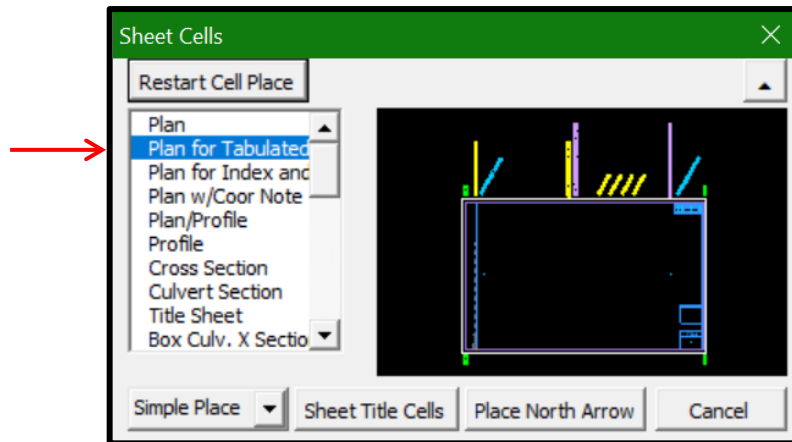 Sheet Cells
Restart Cell Place
Plan
Plan for Tabulated
Plan for Index and
Plan w/Coor Note
Plan/Profile
Profile
Cross Section
Culvert Section
Title Sheet
Box Culv. X Sectio
Simple Place
Sheet Title Cells
Place North Arrow
Cancel